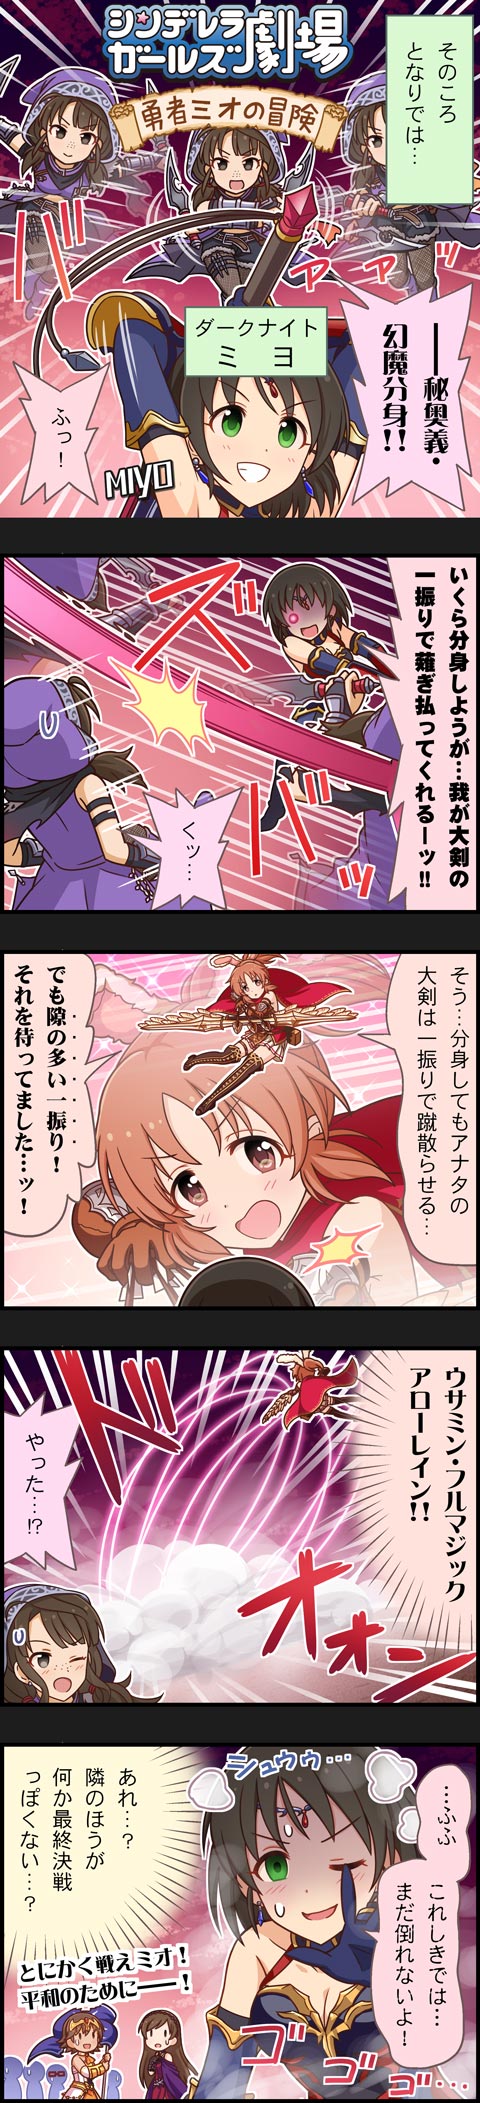 シンデレラ
ガールズ劇場
勇者ミオの冒険
そのころ
となりでは…
ババ
アァッ
――秘奥義・
幻魔分身!!
ダークナイト
ミヨ
ふっ！
MIYO
いくら分身しようが…我が大剣の
一振りで薙ぎ払ってくれるーッ!!
ズバァッ
くッ…
そう…分身してもアナタの
大剣は一振りで蹴散らせる…
でも隙の多い一振り！
それを待ってました…ッ！
ウサミン・フルマジック
アローレイン!!
ドドオオォン
やった…!?
シュウゥ…
…ふふ
これしきでは…
まだ倒れないよ！
あれ…？
隣のほうが
何か最終決戦
っぽくない…？
とにかく戦えミオ！
平和のために――！
ゴゴゴ…